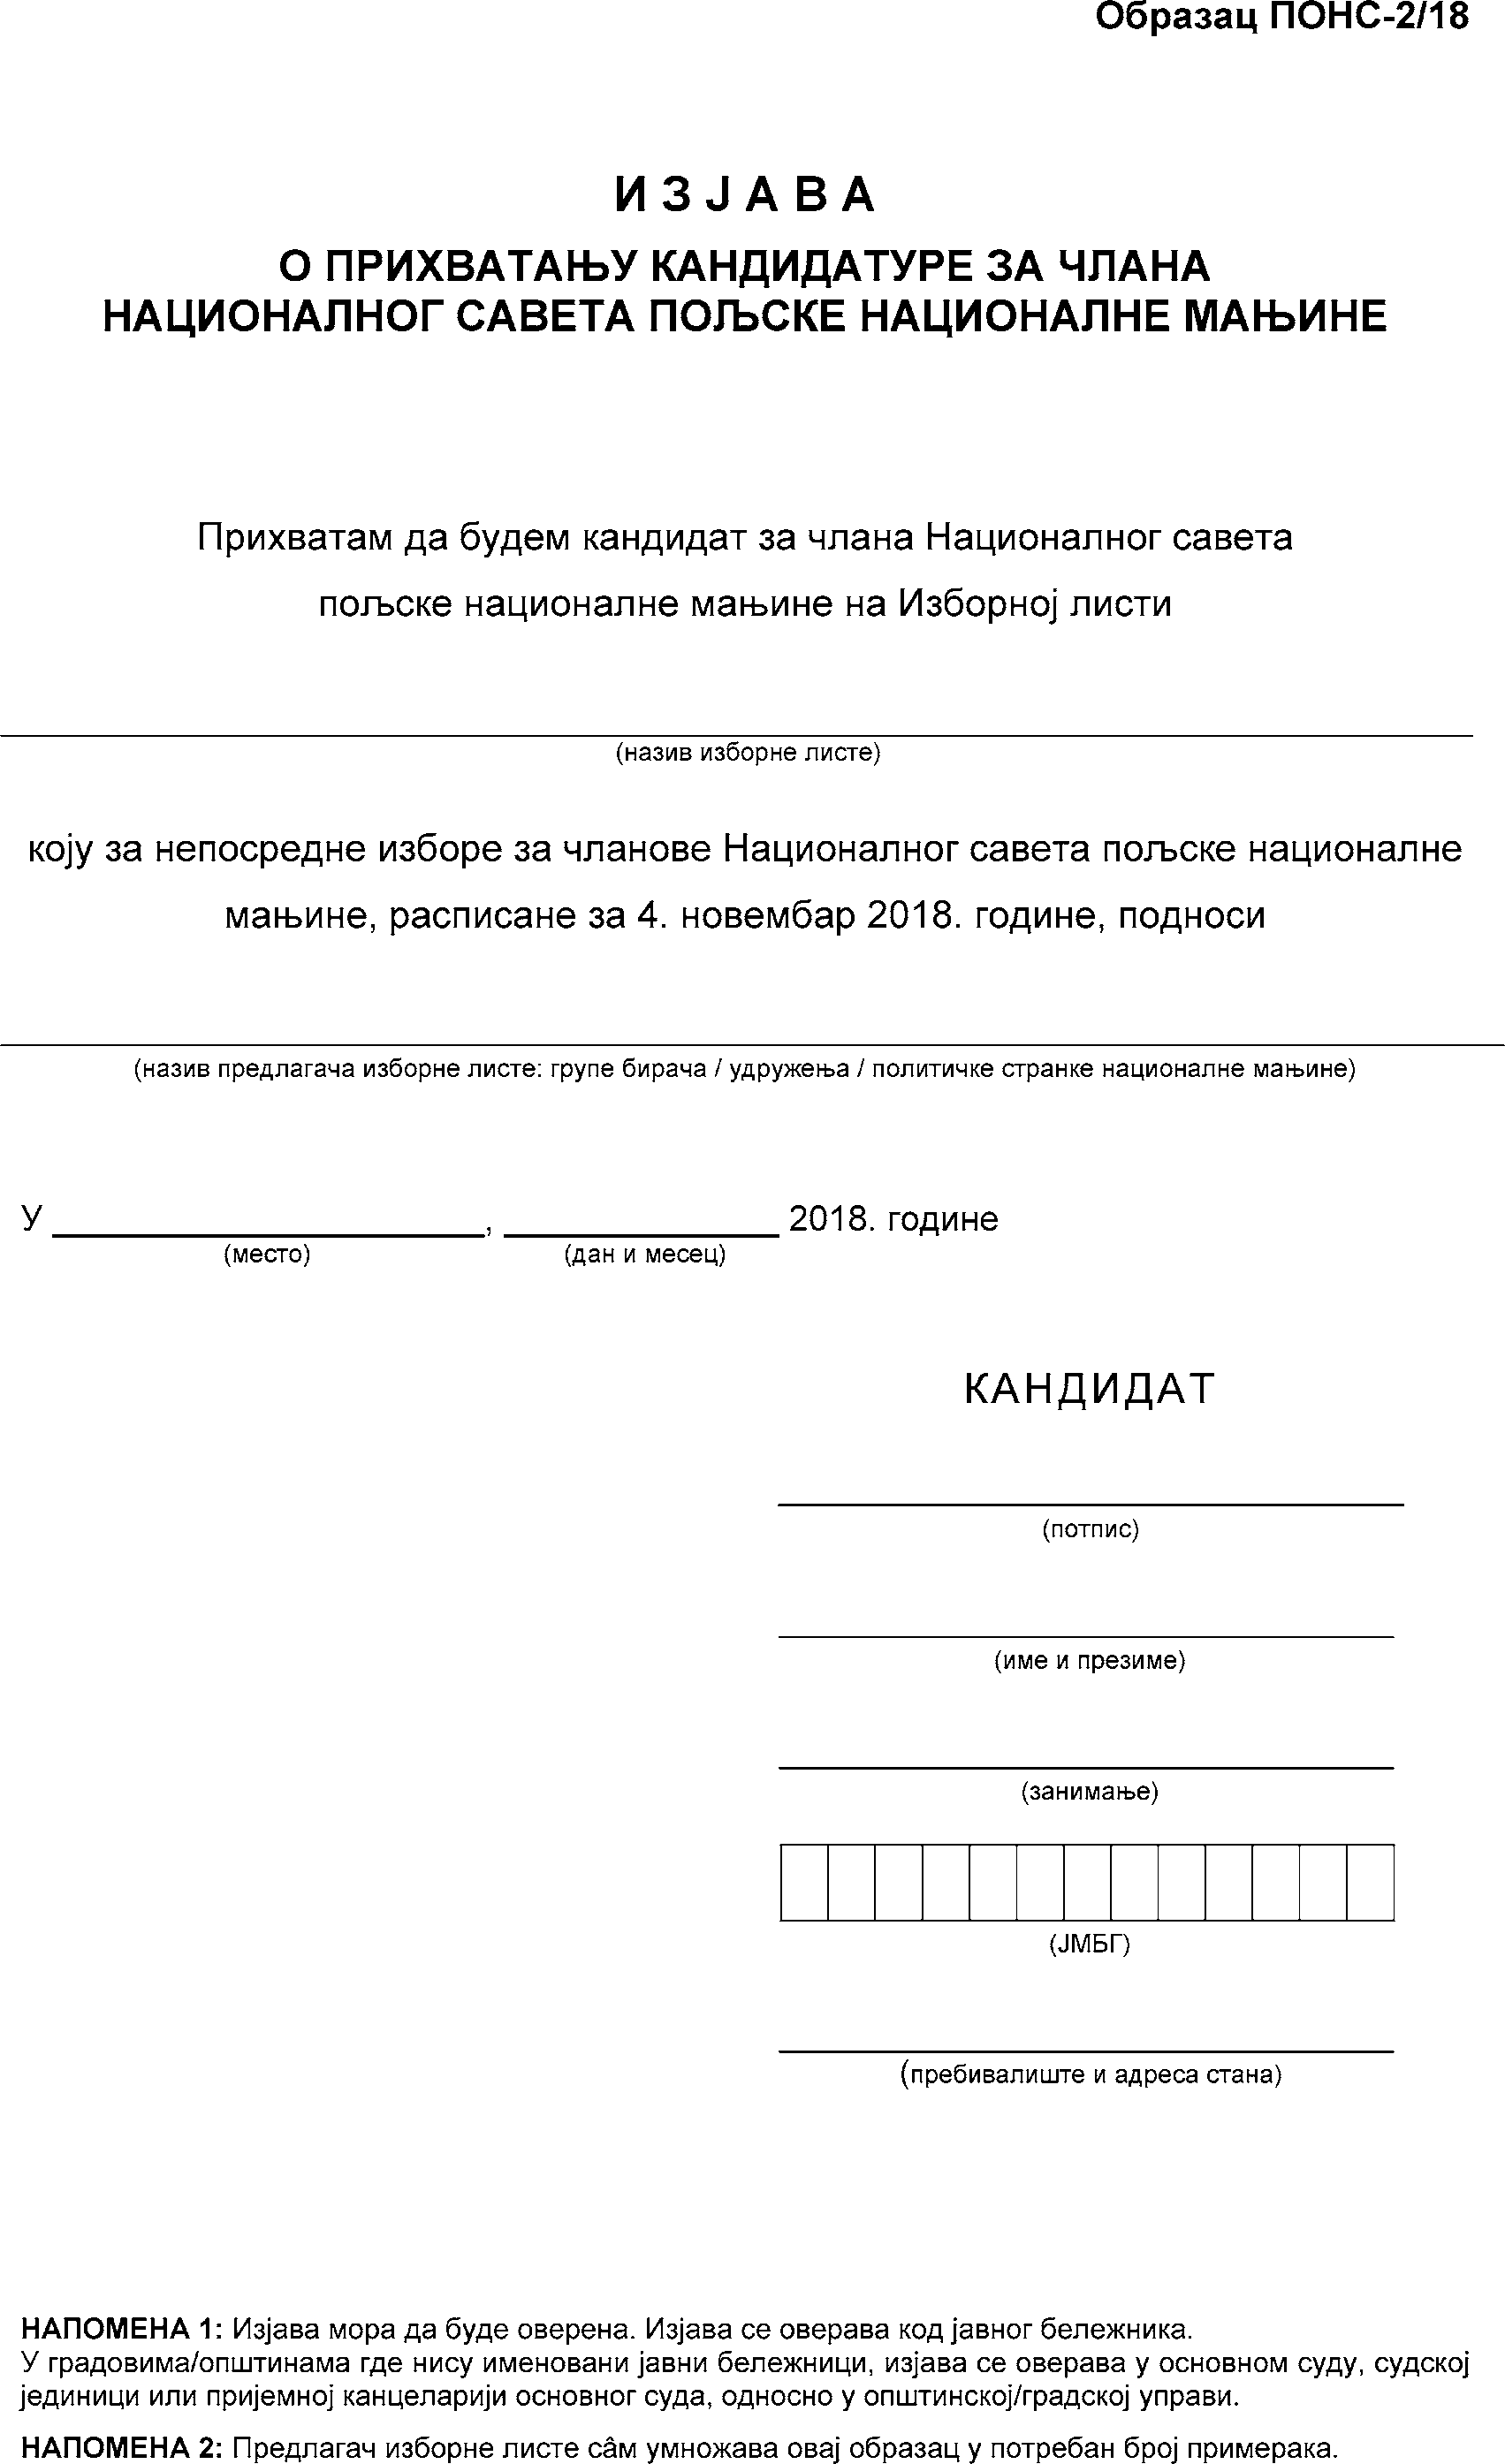 Образац ПОНС-2/18
И З Ј А В А
О ПРИХВАТАЊУ КАНДИДАТУРЕ ЗА ЧЛАНА
НАЦИОНАЛНОГ САВЕТА ПОЉСКЕ НАЦИОНАЛНЕ МАЊИНЕ
Прихватам да будем кандидат за члана Националног савета
пољске националне мањине на Изборној листи
(назив изборне листе)
коју за непосредне изборе за чланове Националног савета пољске националне
мањине, расписане за 4. новембар 2018. године, подноси
(назив предлагача изборне листе: групе бирача / удружења / политичке странке националне мањине)
У ____________________, _____________ 2018. године
(место) (дан и месец)
КАНДИДАТ
(потпис)
(име и презиме)
(занимање)
(ЈМБГ)
(пребивалиште и адреса стана)
НАПОМЕНА 1: Изјава мора да буде оверена. Изјава се оверава код јавног бележника.
У градовима/општинама где нису именовани јавни бележници, изјава се оверава у основном суду, судској
јединици или пријемној канцеларији основног суда, односно у општинској/градској управи.
НАПОМЕНА 2: Предлагач изборне листе сâм умножава овај образац у потребан број примерака.